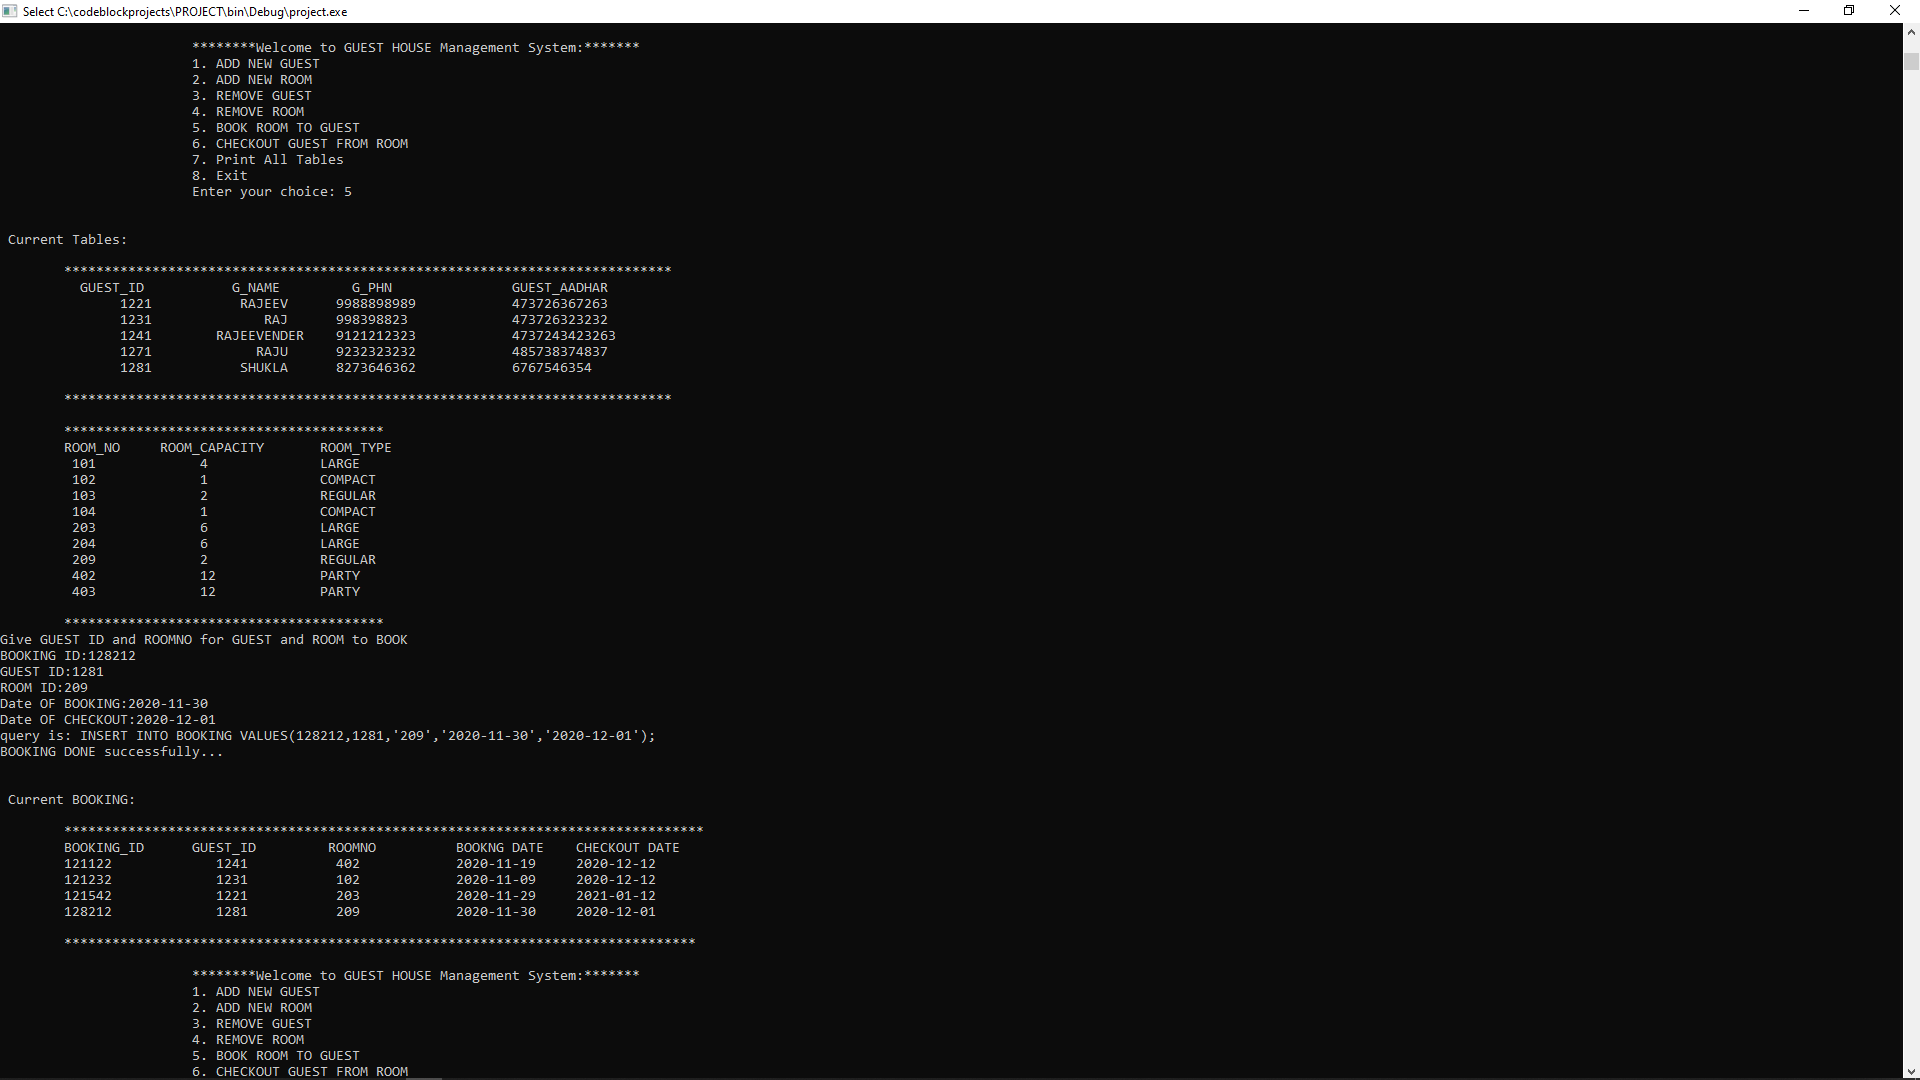 Select C:\codeblockprojects\PROJECT\bin\Debug\project.exe
********Welcome to GUEST HOUSE Management System:*******
1. ADD NEW GUEST
2. ADD NEW ROOM
3. REMOVE GUEST
4. REMOVE ROOM
5. BOOK ROOM TO GUEST
6. CHECKOUT GUEST FROM ROOM
7. Print All Tables
8. Exit
Enter your choice: 5
Current Tables:
****************************************************************************
GUEST_ID G_NAME G_PHN GUEST_AADHAR
1221 RAJEEV 9988898989 473726367263
1231 RAJ 998398823 473726323232
1241 RAJEEVENDER 9121212323 4737243423263
1271 RAJU 9232323232 485738374837
1281 SHUKLA 8273646362 6767546354
****************************************************************************
****************************************
ROOM_NO ROOM_CAPACITY ROOM_TYPE
101 4 LARGE
102 1 COMPACT
103 2 REGULAR
104 1 COMPACT
203 6 LARGE
204 6 LARGE
209 2 REGULAR
402 12 PARTY
403 12 PARTY
****************************************
Give GUEST ID and ROOMNO for GUEST and ROOM to BOOK
BOOKING ID:128212
GUEST ID:1281
ROOM ID:209
Date OF BOOKING:2020-11-30
Date OF CHECKOUT:2020-12-01
query is: INSERT INTO BOOKING VALUES(128212,1281,'209','2020-11-30','2020-12-01');
BOOKING DONE successfully...
Current BOOKING:
********************************************************************************
BOOKING_ID GUEST_ID ROOMNO BOOKNG DATE CHECKOUT DATE
121122 1241 402 2020-11-19 2020-12-12
121232 1231 102 2020-11-09 2020-12-12
121542 1221 203 2020-11-29 2021-01-12
128212 1281 209 2020-11-30 2020-12-01
*******************************************************************************
********Welcome to GUEST HOUSE Management System:*******
1. ADD NEW GUEST
2. ADD NEW ROOM
3. REMOVE GUEST
4. REMOVE ROOM
5. BOOK ROOM TO GUEST
6. CHECKOUT GUEST FROM ROOM